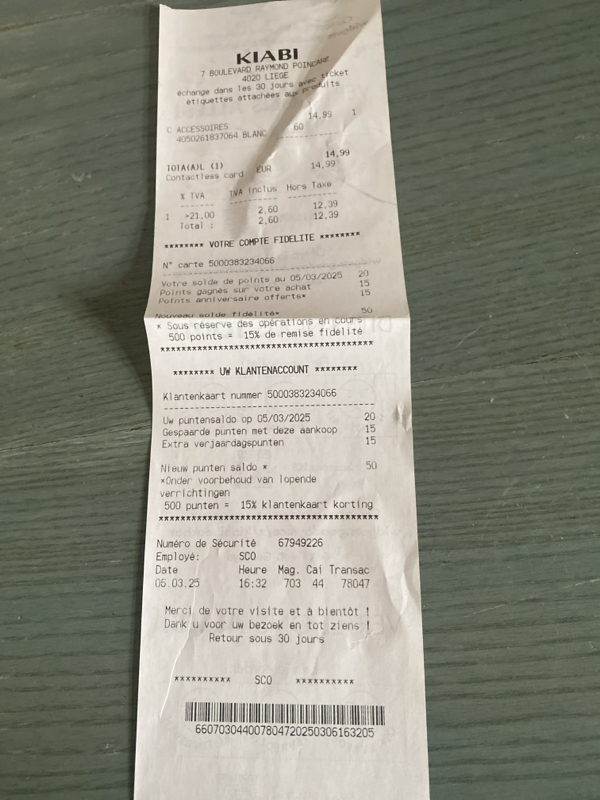 KIABI
7 BOULEVARD RAYMOND POINCARE
4020 LIEGE
échange dans les 30 jours avec ticket
etiquettes attachées aux produits
14,99 1
C ACCESSOIRES 60
4050261837064 BLANC
14,99
TOTA(A)L (1) EUR 14,99
Contactless card
% TVA TVA inclus Hors Taxe
1 *21,00 2,60 12,39
Total : 2,60 12,39
******** VOTRE COMPTE FIDELITE ********
N° carte 5000383234066
Votre solde de points au 05/03/2025 20
Points gagnés sur votre achat 15
Points anniversaire offerts* 15
Nouveau solde fidélité* 50
* Sous réserve des opérations en cours
500 points = 15% de remise fidélité
****************************************
******** UW KLANTENACCOUNT ********
Klantenkaart nummer 5000383234066
Uw puntensaldo op 05/03/2025 20
Gespaarde punten met deze aankoop 15
Extra verjaardagspunten 15
Nieuw punten saldo * 50
*Onder voorbehoud van lopende
verrichtingen
500 punten = 15% klantenkaart korting
****************************************
Numéro de Sécurité 67949226
Employé: SCO
Date Heure Mag. Cai Transac
06.03.25 16:32 703 44 78047
Merci de votre visite et à bientôt !
Dank u voor uw bezoek en tot ziens !
Retour sous 30 jours
********** SCO **********
660703044007804720250306163205